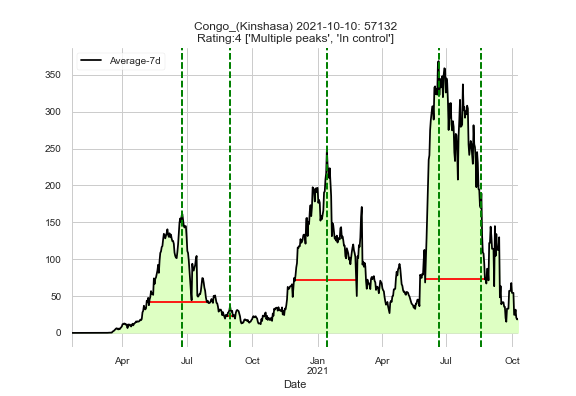 Congo_(Kinshasa) 2021-10-10: 57132
Rating:4 ['Multiple peaks', 'In control']
Average-7d
350
300
250
200
150
100
50
0
Apr
Jul
Oct
Jan
2021
Apr
Jul
Oct
Date